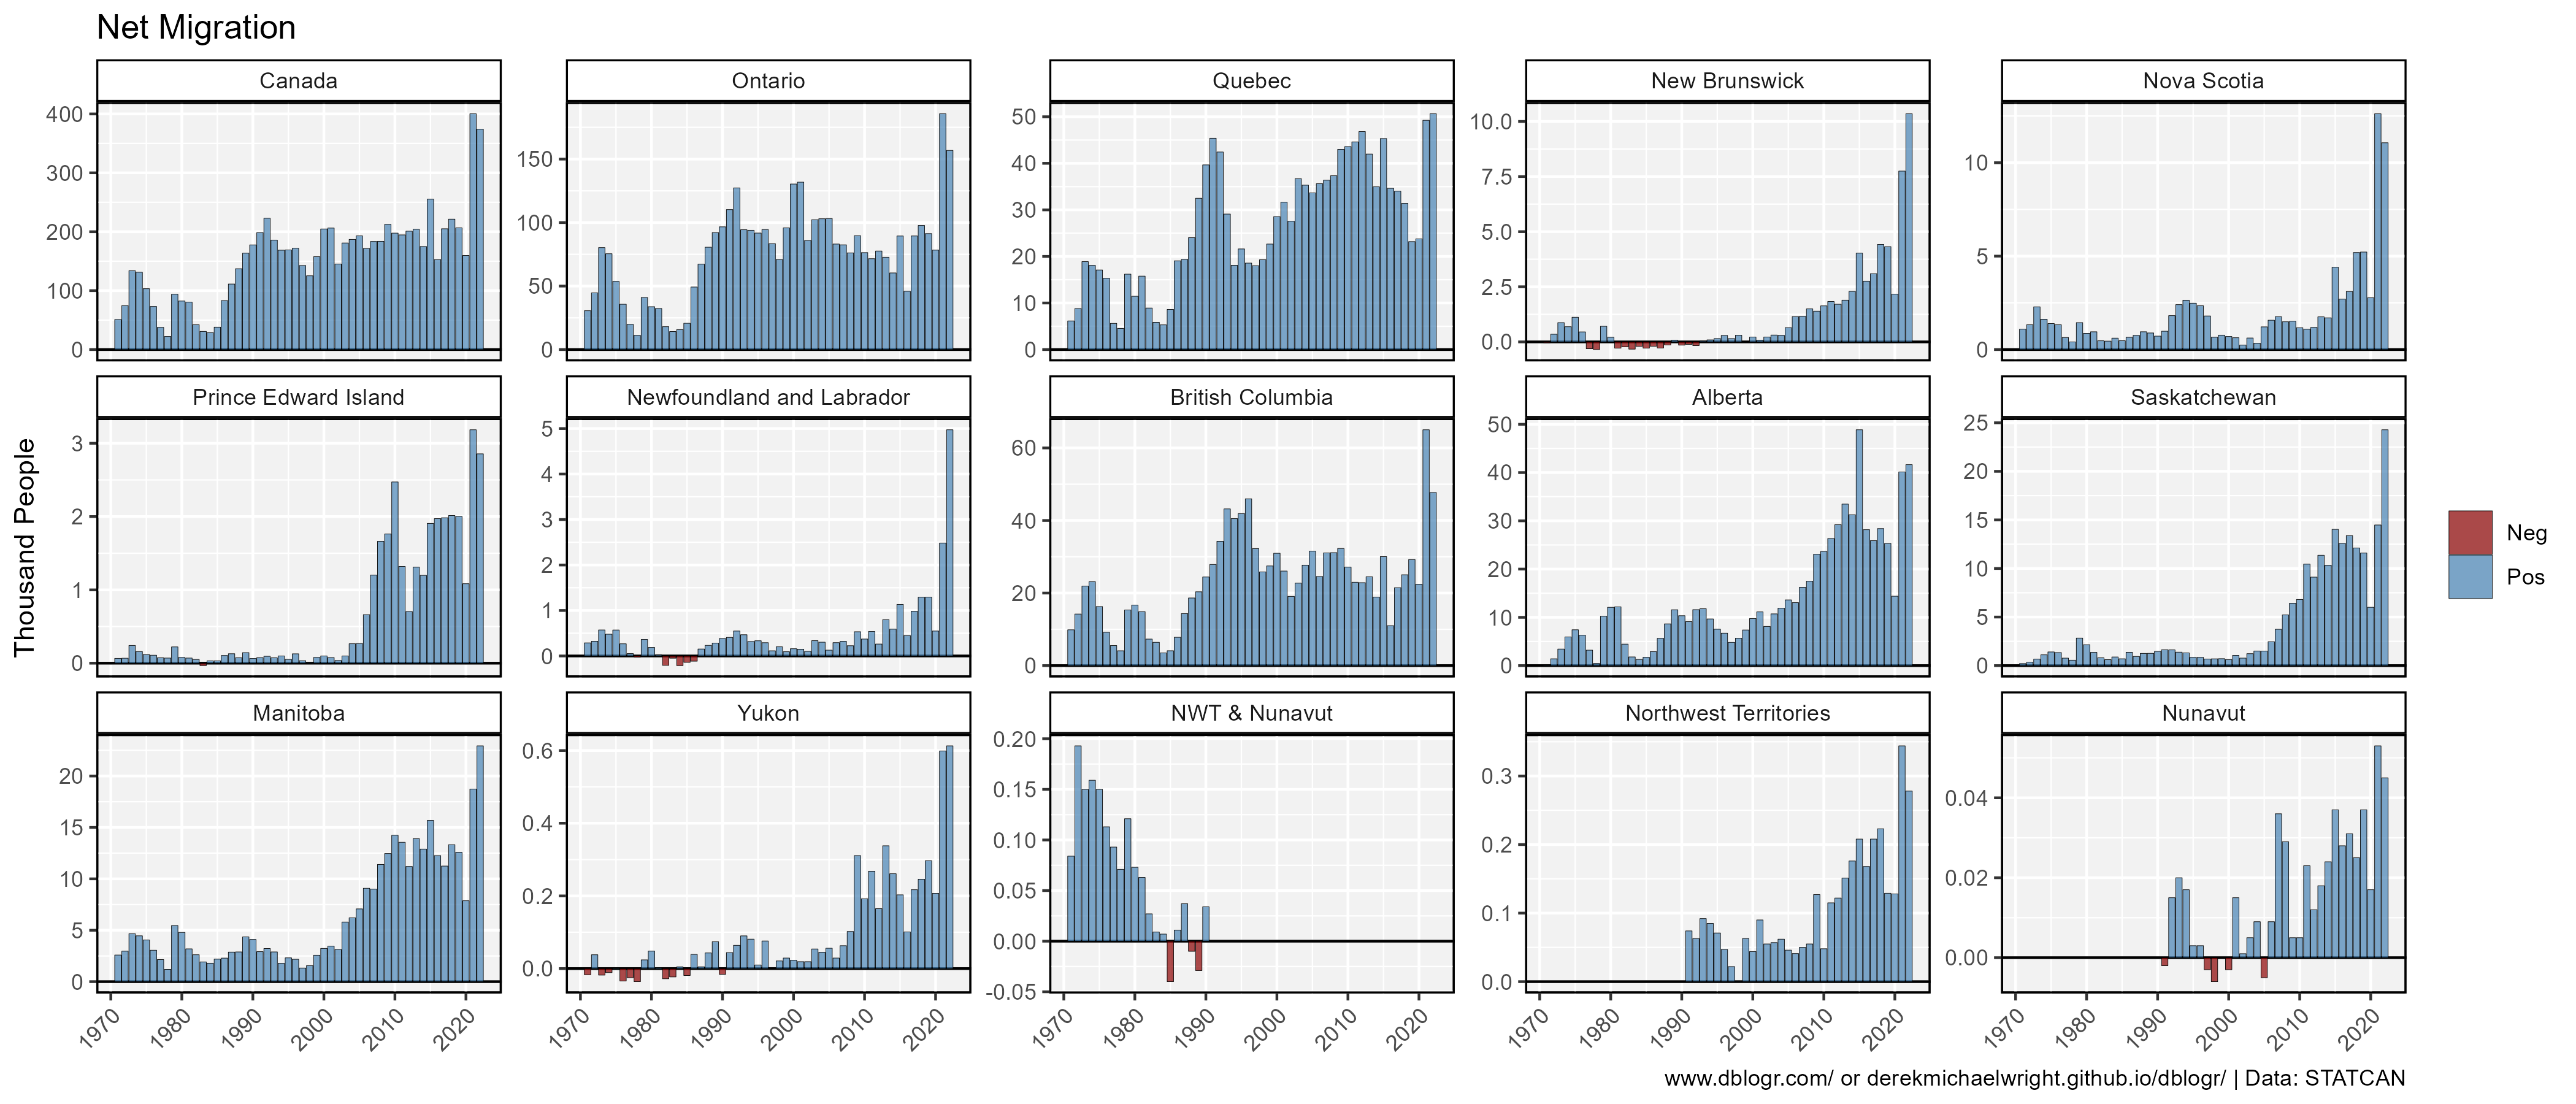 Net Migration
Canada
Ontario
Quebec
New Brunswick
Nova Scotia
400
300
200
100
0
150
100
50
0
50
40
30
20
10
0
10.0
7.5
5.0
2.5
0.0
10
5
0
Thousand People
Prince Edward Island
Newfoundland and Labrador
British Columbia
Alberta
Saskatchewan
3
2
1
0
5
4
3
2
1
0
60
40
20
0
50
40
30
20
10
0
25
20
15
10
5
0
Neg
Pos
Manitoba
Yukon
NWT & Nunavut
Northwest Territories
Nunavut
20
15
10
5
0
0.6
0.4
0.2
0.0
0.20
0.15
0.10
0.05
0.00
-0.05
0.3
0.2
0.1
0.0
0.04
0.02
0.00
1970 1980 1990 2000 2010 2020
1970 1980 1990 2000 2010 2020
1970 1980 1990 2000 2010 2020
1970 1980 1990 2000 2010 2020
1970 1980 1990 2000 2010 2020
www.dblogr.com/ or derekmichaelwright.github.io/dblogr/ | Data: STATCAN